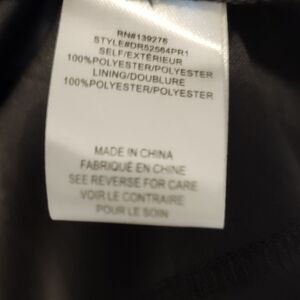 RN#139276
STYLE#DR52564PR1
SELF/EXTÉRIEUR
100%POLYESTER/POLYESTER
LINING/DOUBLURE
100%POLYESTER/POLYESTER
MADE IN CHINA
FABRIQUÉ EN CHINE
SEE REVERSE FOR CARE
VOIR LE CONTRAIRE
POUR LE SOIN